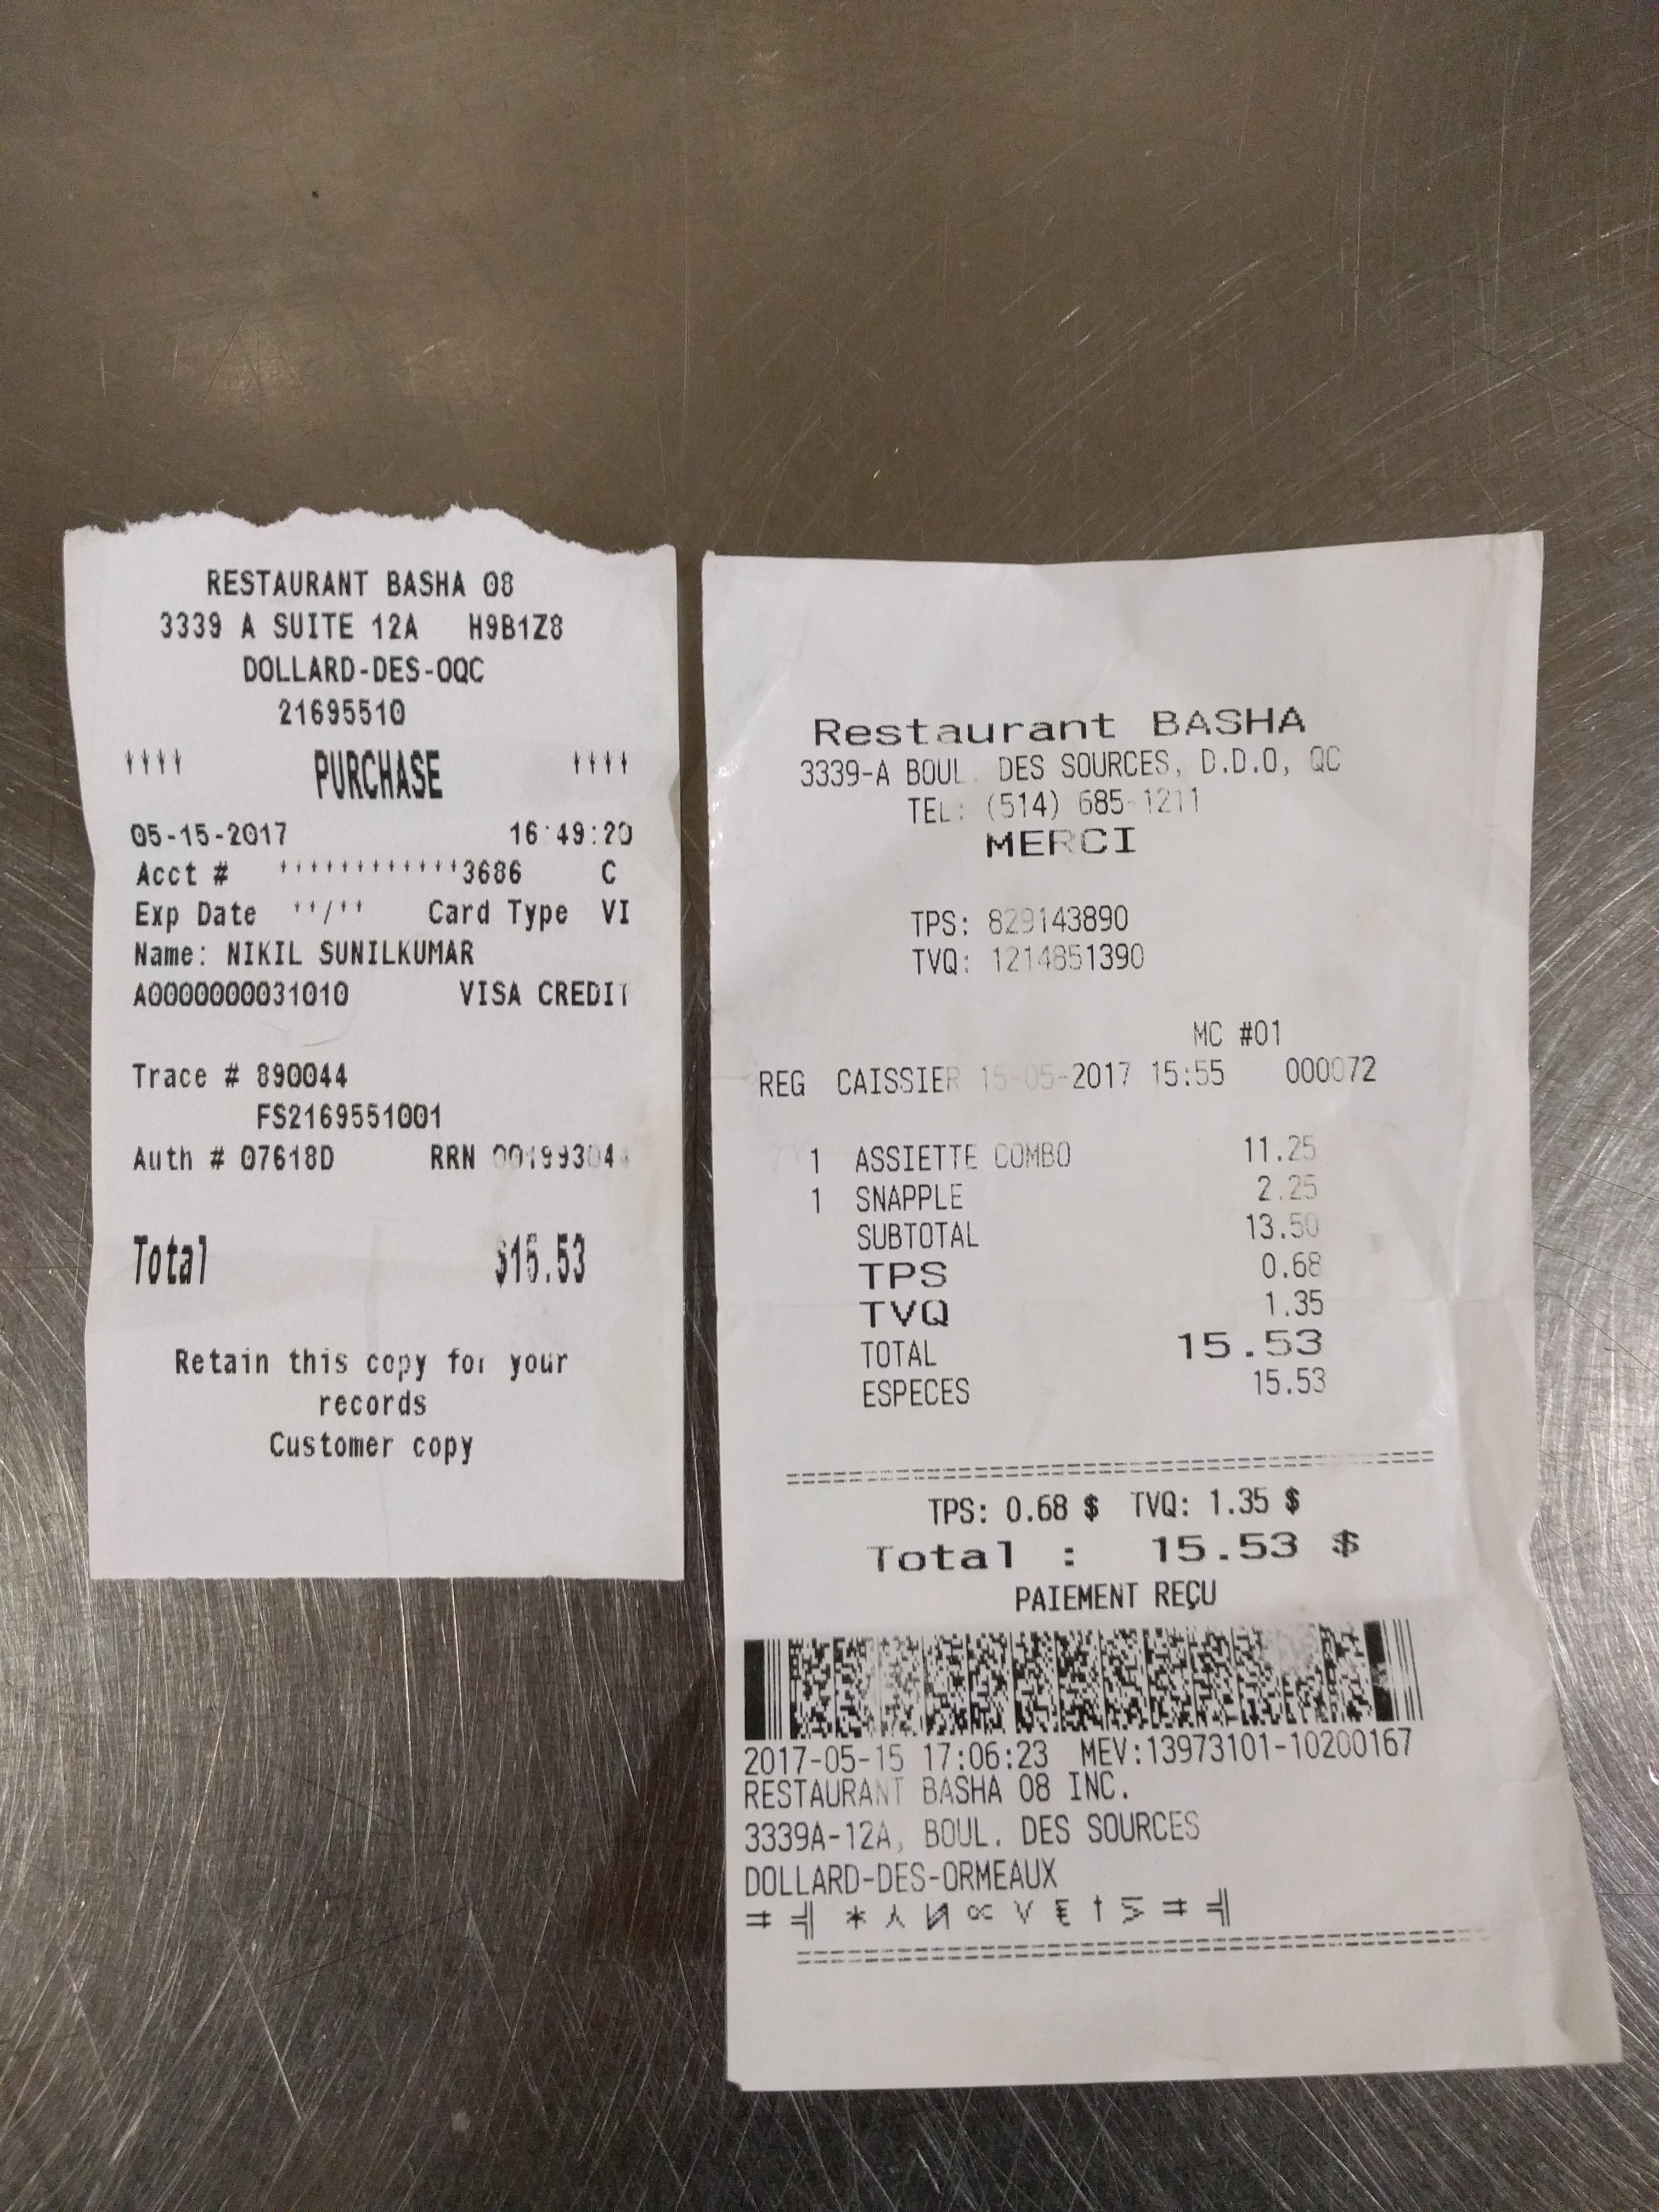 RESTAURANT BASHA 08
3339 A SUITE 12A H9B1Z8
DOLLARD-DES-OQC
21695510
**** PURCHASE ****
05-15-2017 16:49:20
Acct # ************3686 C
Exp Date **/** Card Type VI
Name: NIKIL SUNILKUMAR
A0000000031010 VISA CREDIT
Trace # 890044
FS2169551001
Auth # 07618D RRN
Total $15.53
Retain this copy for your
records
Customer copy
Restaurant BASHA
3339-A BOUL. DES SOURCES, D.D.O, QC
TEL: (514) 685-1211
MERCI
TPS: 829143890
TVQ: 1214851390
MC #01
REG CAISSIER 15-05-2017 15:55 000072
1 ASSIETTE COMBO 11.25
1 SNAPPLE 2.25
SUBTOTAL 13.50
TPS 0.68
TVQ 1.35
TOTAL 15.53
ESPECES 15.53
TPS: 0.68 $ TVQ: 1.35 $
Total : 15.53 $
PAIEMENT REÇU
2017-05-15 17:06:23 MEV:13973101-10200167
RESTAURANT BASHA 08 INC.
3339A-12A, BOUL. DES SOURCES
DOLLARD-DES-ORMEAUX